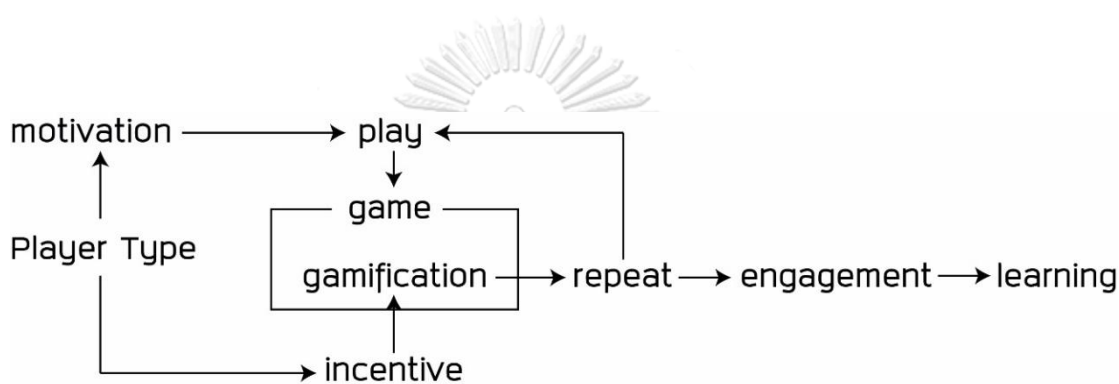 motivation
play
game
Player Type
gamification
repeat
engagement
learning
incentive